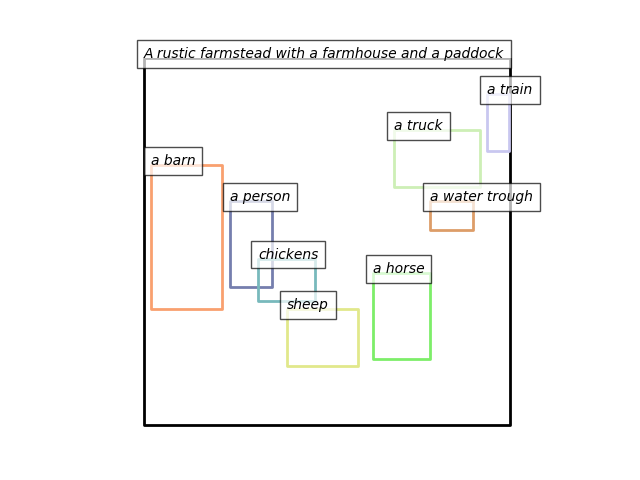 A rustic farmstead with a farmhouse and a paddock
a train
a truck
a barn
a person
a water trough
chickens
a horse
sheep